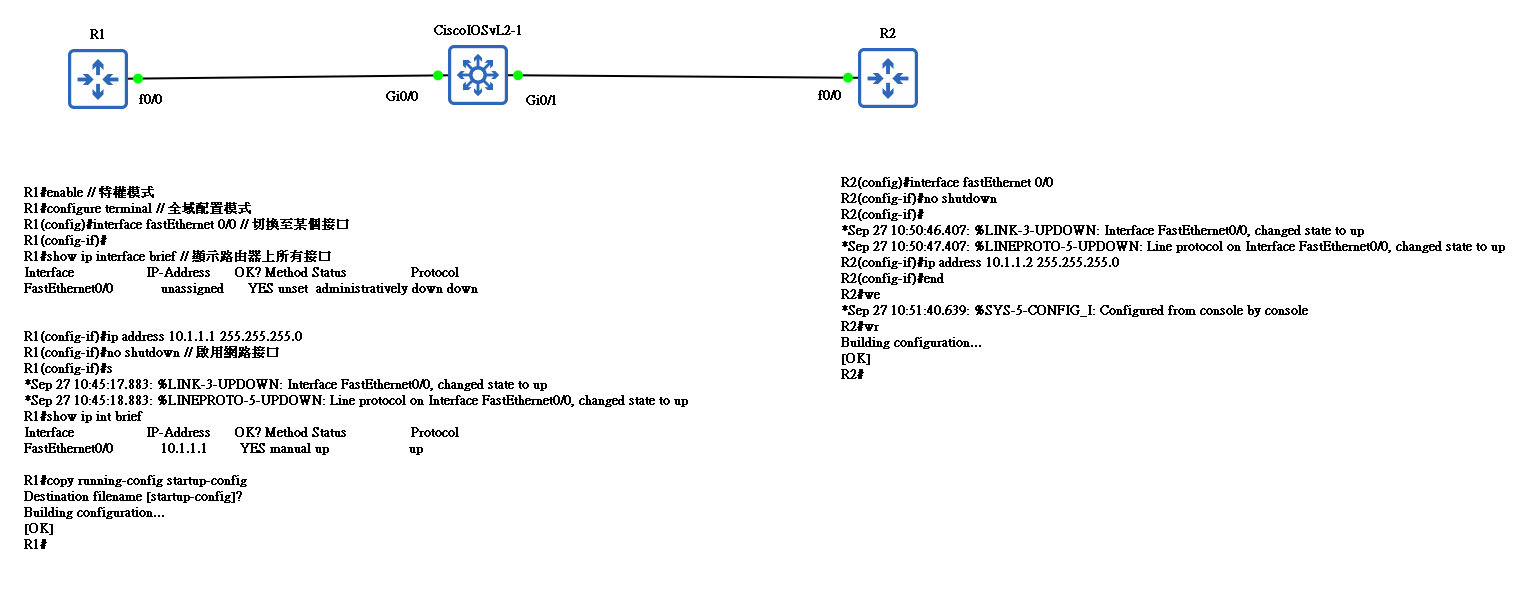 R1
CiscoIOSvL2-1
R2
f0/0
Gi0/0
Gi0/1
f0/0
R1#enable // 特權模式
R1#configure terminal // 全域配置模式
R1(config)#interface fastEthernet 0/0 // 切換至某個接口
R1(config-if)#
R1#show ip interface brief // 顯示路由器上所有接口
Interface IP-Address OK? Method Status Protocol
FastEthernet0/0 unassigned YES unset administratively down down
R1(config-if)#ip address 10.1.1.1 255.255.255.0
R1(config-if)#no shutdown // 啟用網路接口
R1(config-if)#s
*Sep 27 10:45:17.883: %LINK-3-UPDOWN: Interface FastEthernet0/0, changed state to up
*Sep 27 10:45:18.883: %LINEPROTO-5-UPDOWN: Line protocol on Interface FastEthernet0/0, changed state to up
R1#show ip int brief
Interface IP-Address OK? Method Status Protocol
FastEthernet0/0 10.1.1.1 YES manual up up
R1#copy running-config startup-config
Destination filename [startup-config]?
Building configuration...
[OK]
R1#
R2(config)#interface fastEthernet 0/0
R2(config-if)#no shutdown
R2(config-if)#
*Sep 27 10:50:46.407: %LINK-3-UPDOWN: Interface FastEthernet0/0, changed state to up
*Sep 27 10:50:47.407: %LINEPROTO-5-UPDOWN: Line protocol on Interface FastEthernet0/0, changed state to up
R2(config-if)#ip address 10.1.1.2 255.255.255.0
R2(config-if)#end
R2#we
*Sep 27 10:51:40.639: %SYS-5-CONFIG_I: Configured from console by console
R2#wr
Building configuration...
[OK]
R2#